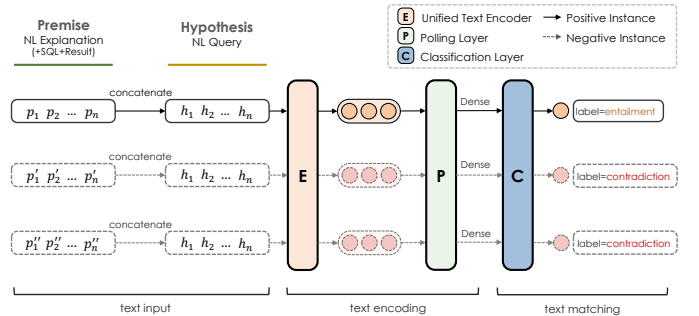 Premise
NL Explanation
(+SQL+Result)
Hypothesis
NL Query
E Unified Text Encoder
P Polling Layer
C Classification Layer
Positive Instance
Negative Instance
concatenate
p₁ p₂ … pₙ
h₁ h₂ … hₙ
Dense
label=entailment
concatenate
p′₁ p′₂ … p′ₙ
h₁ h₂ … hₙ
E
P
Dense
C
label=contradiction
concatenate
p″₁ p″₂ … p″ₙ
h₁ h₂ … hₙ
Dense
label=contradiction
text input
text encoding
text matching